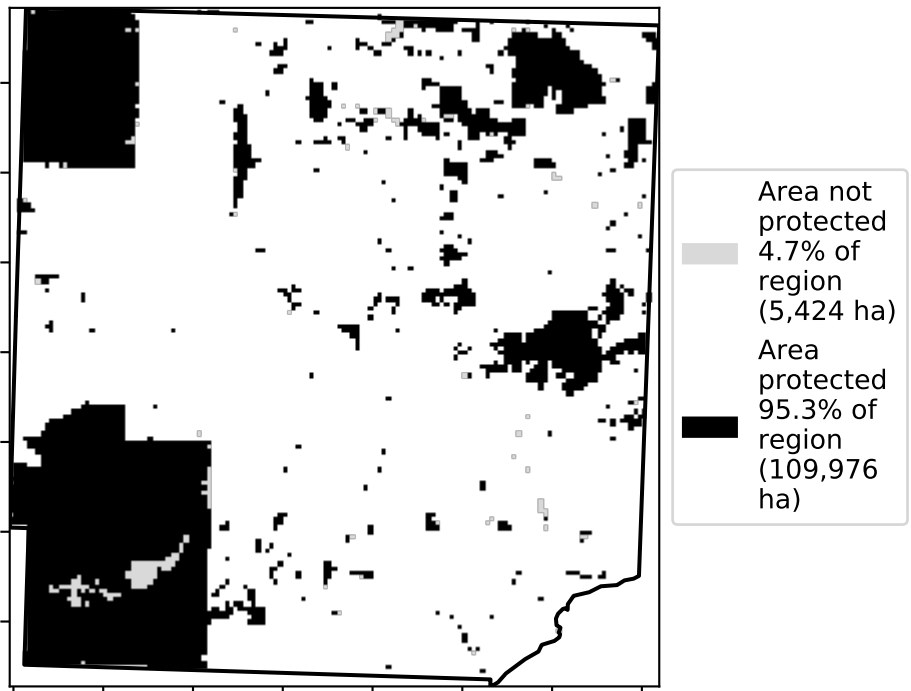 Area not
protected
4.7% of
region
(5,424 ha)
Area
protected
95.3% of
region
(109,976
ha)